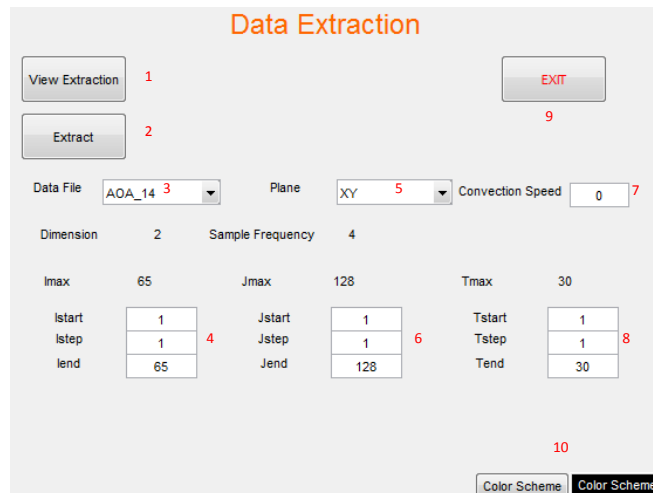 Data Extraction
View Extraction 1 EXIT
9
Extract 2
Data File AOA_14 3 Plane XY 5 Convection Speed 0 7
Dimension 2 Sample Frequency 4
Imax 65 Jmax 128 Tmax 30
Istart 1 Jstart 1 Tstart 1
Istep 1 4 Jstep 1 6 Tstep 1 8
Iend 65 Jend 128 Tend 30
10
Color Scheme Color Scheme